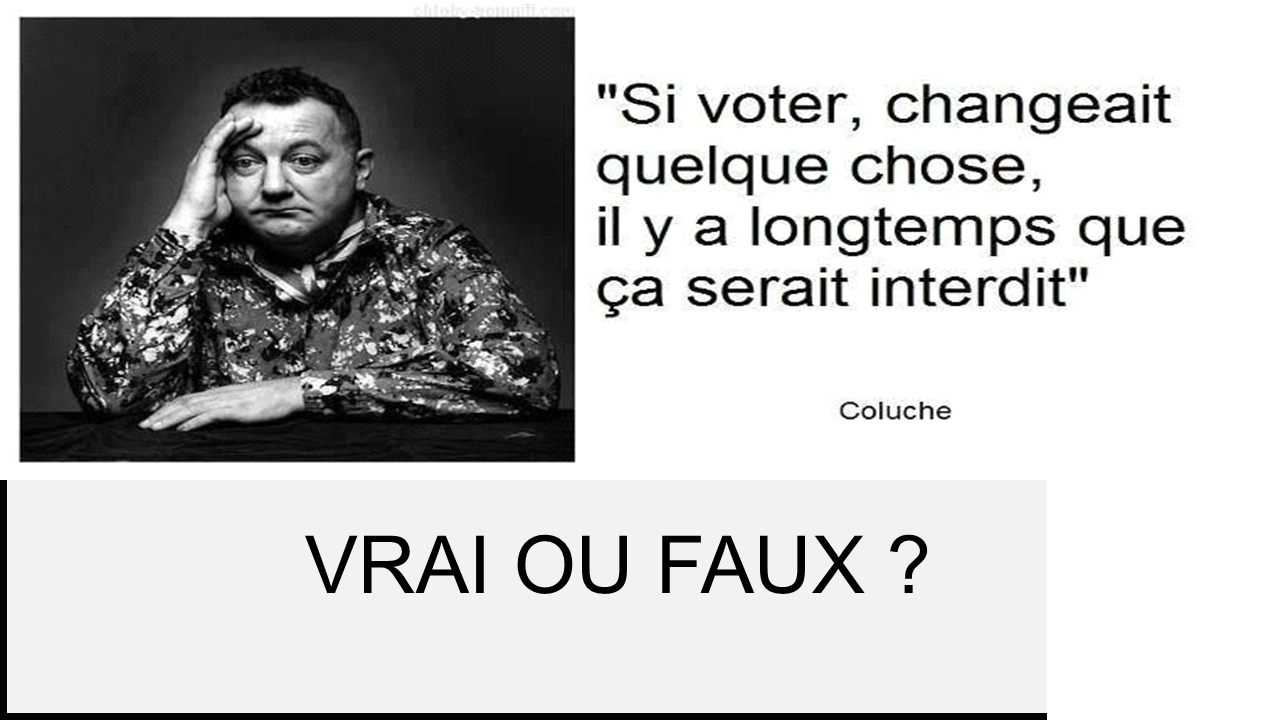 "Si voter, changeait
quelque chose,
il y a longtemps que
ça serait interdit"
Coluche
VRAI OU FAUX ?